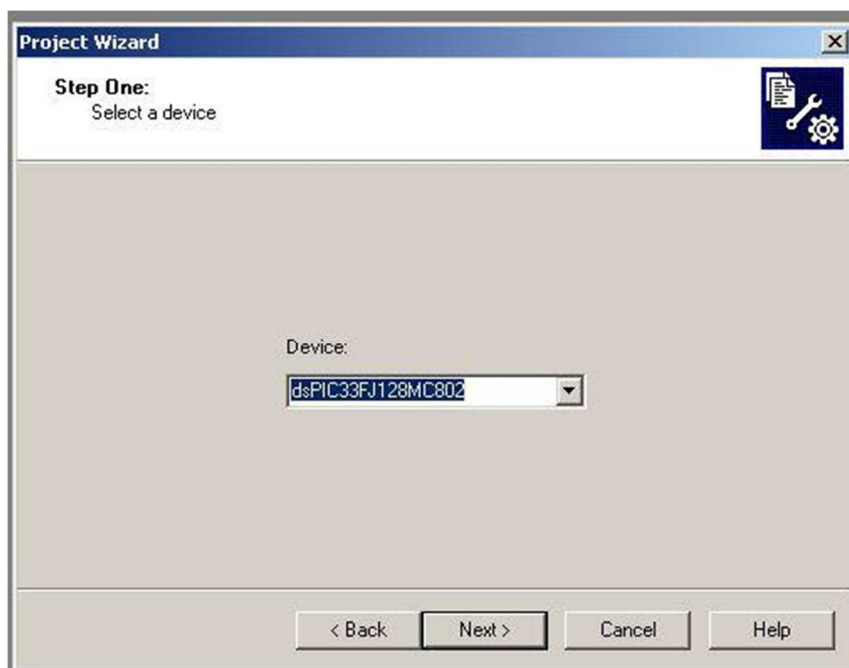 Project Wizard
Step One:
Select a device
Device:
dsPIC33FJ128MC802
< Back Next > Cancel Help